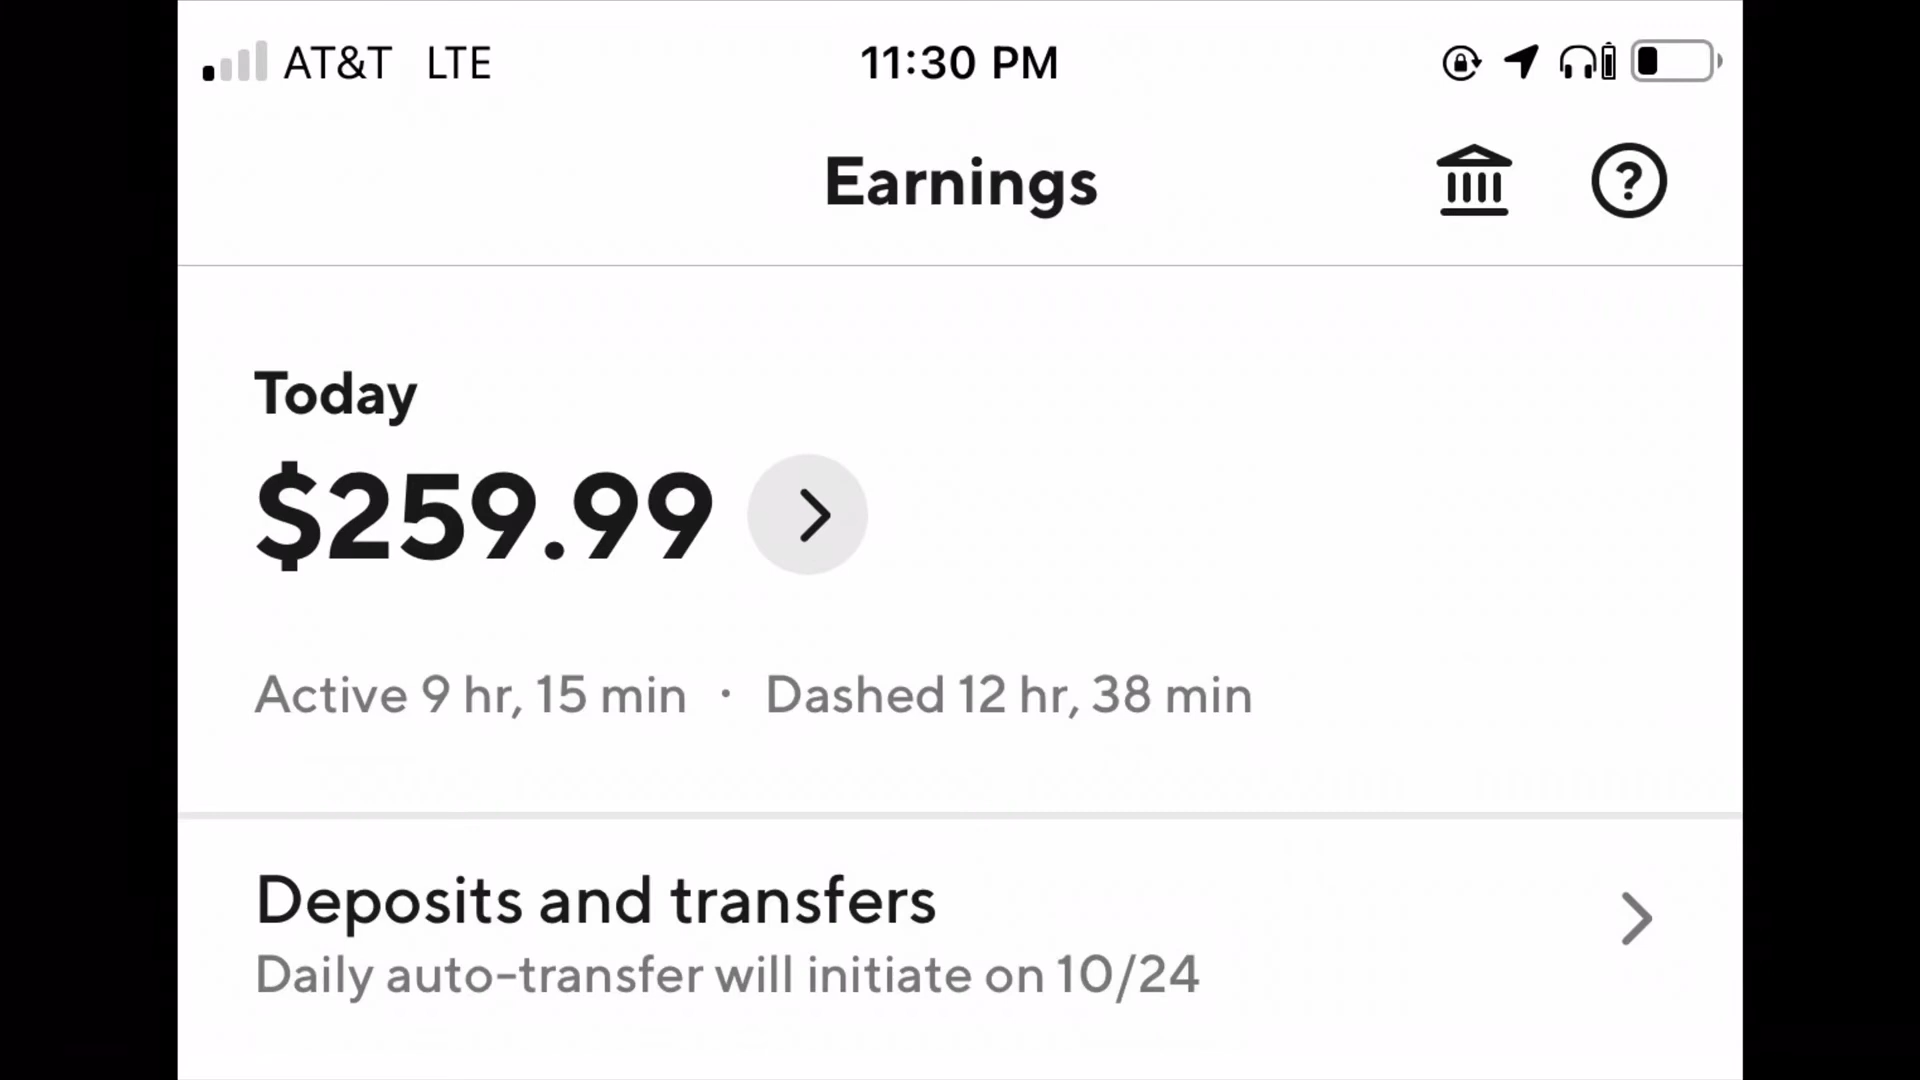 AT&T LTE 11:30 PM
Earnings
?
Today
$259.99
Active 9 hr, 15 min · Dashed 12 hr, 38 min
Deposits and transfers
Daily auto-transfer will initiate on 10/24